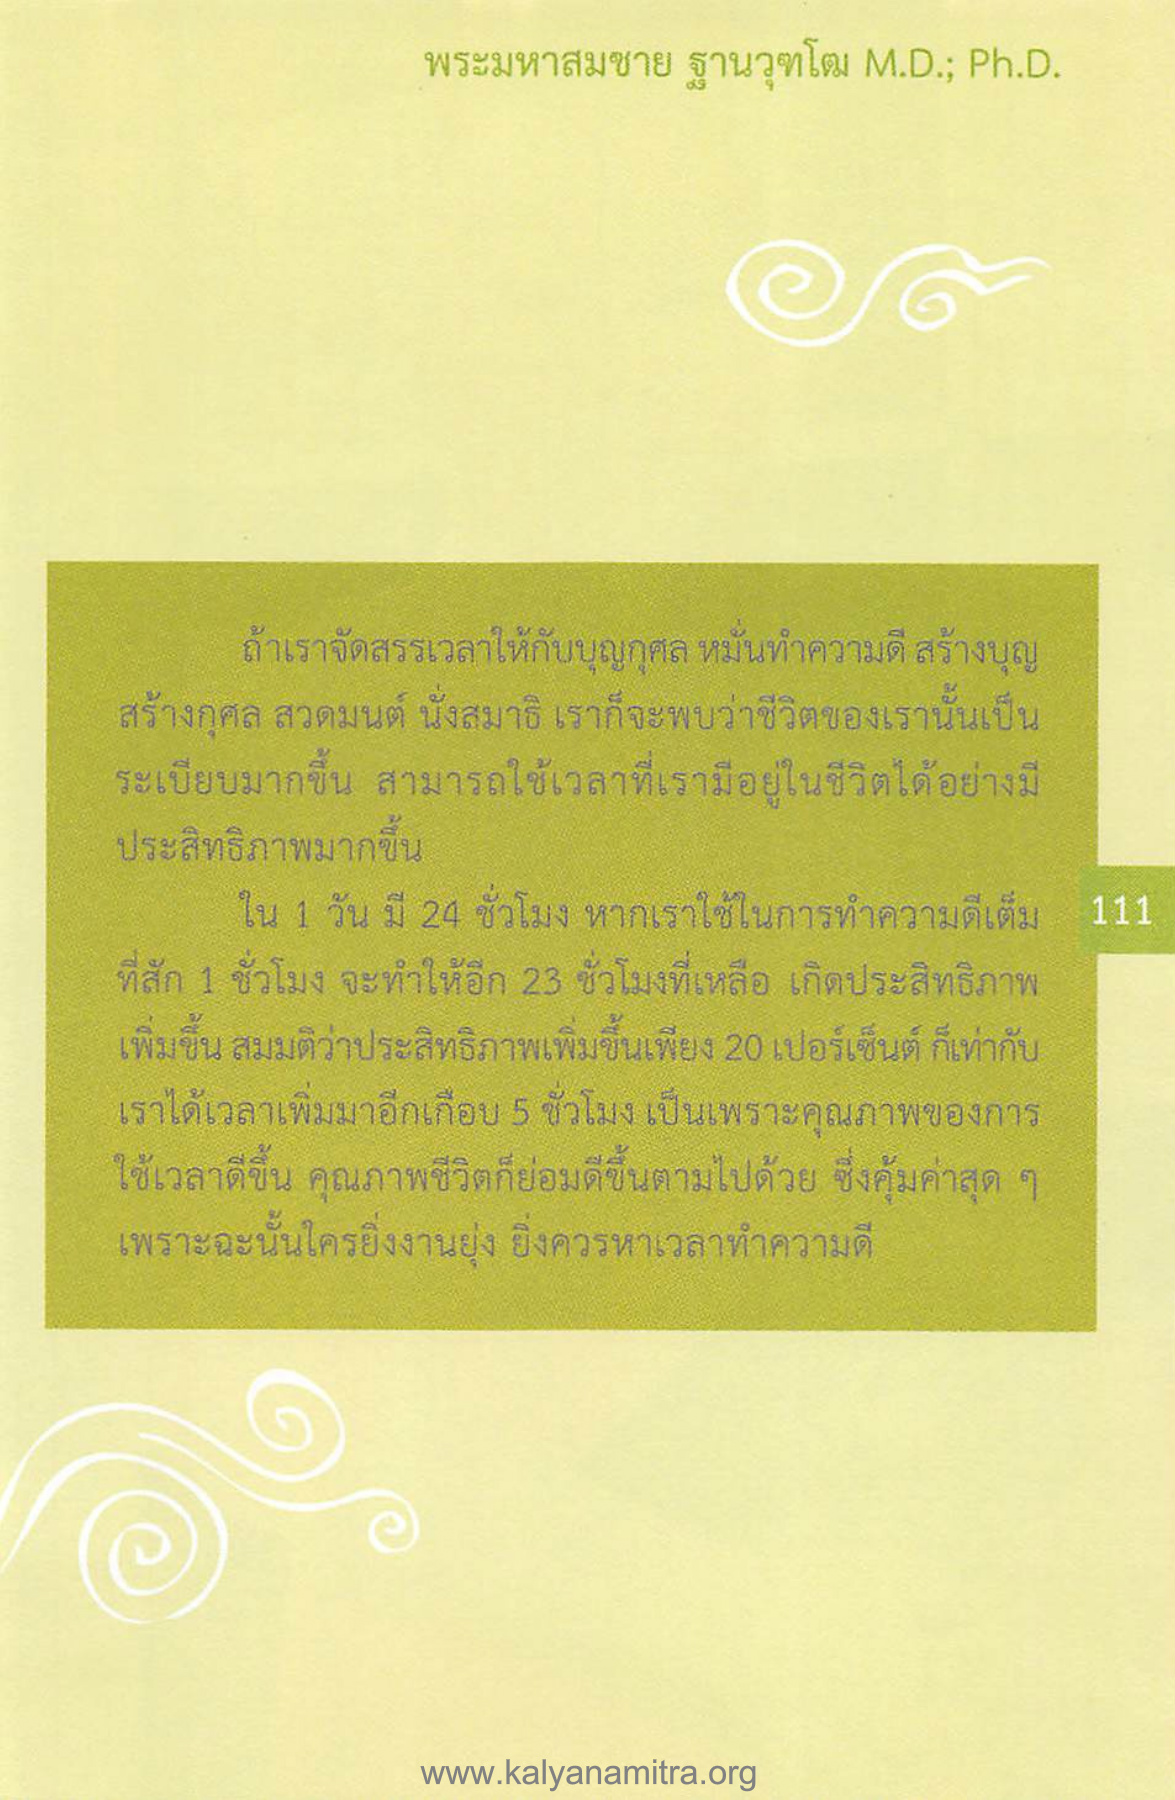 พระมหาสมชาย ฐานวุฑฺโฒ M.D.; Ph.D.
ถ้าเราจัดสรรเวลาให้กับบุญกุศล หมั่นทำความดี สร้างบุญ
สร้างกุศล สวดมนต์ นั่งสมาธิ เราก็จะพบว่าชีวิตของเรานั้นเป็น
ระเบียบมากขึ้น สามารถใช้เวลาที่เรามีอยู่ในชีวิตได้อย่างมี
ประสิทธิภาพมากขึ้น
ใน 1 วัน มี 24 ชั่วโมง หากเราใช้ในการทำความดีเต็ม
ที่สัก 1 ชั่วโมง จะทำให้อีก 23 ชั่วโมงที่เหลือ เกิดประสิทธิภาพ
เพิ่มขึ้น สมมติว่าประสิทธิภาพเพิ่มขึ้นเพียง 20 เปอร์เซ็นต์ ก็เท่ากับ
เราได้เวลาเพิ่มมาอีกเกือบ 5 ชั่วโมง เป็นเพราะคุณภาพของการ
ใช้เวลาดีขึ้น คุณภาพชีวิตก็ย่อมดีขึ้นตามไปด้วย ซึ่งคุ้มค่าสุด ๆ
เพราะฉะนั้นใครยิ่งงานยุ่ง ยิ่งควรหาเวลาทำความดี
111
www.kalyanamitra.org